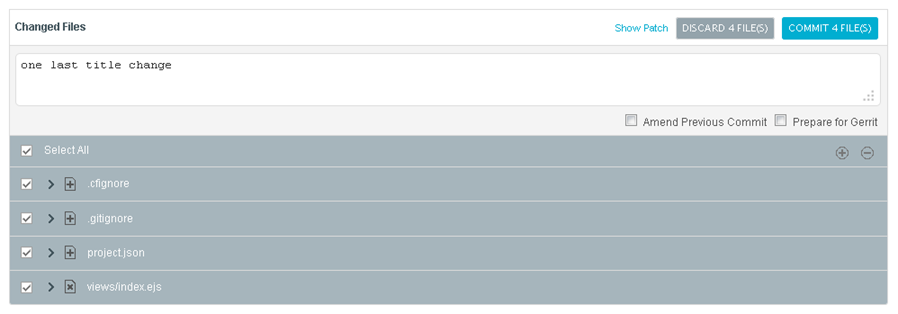 Changed Files Show Patch DISCARD 4 FILE(S) COMMIT 4 FILE(S)
one last title change
Amend Previous Commit Prepare for Gerrit
Select All
.cfignore
.gitignore
project.json
views/index.ejs